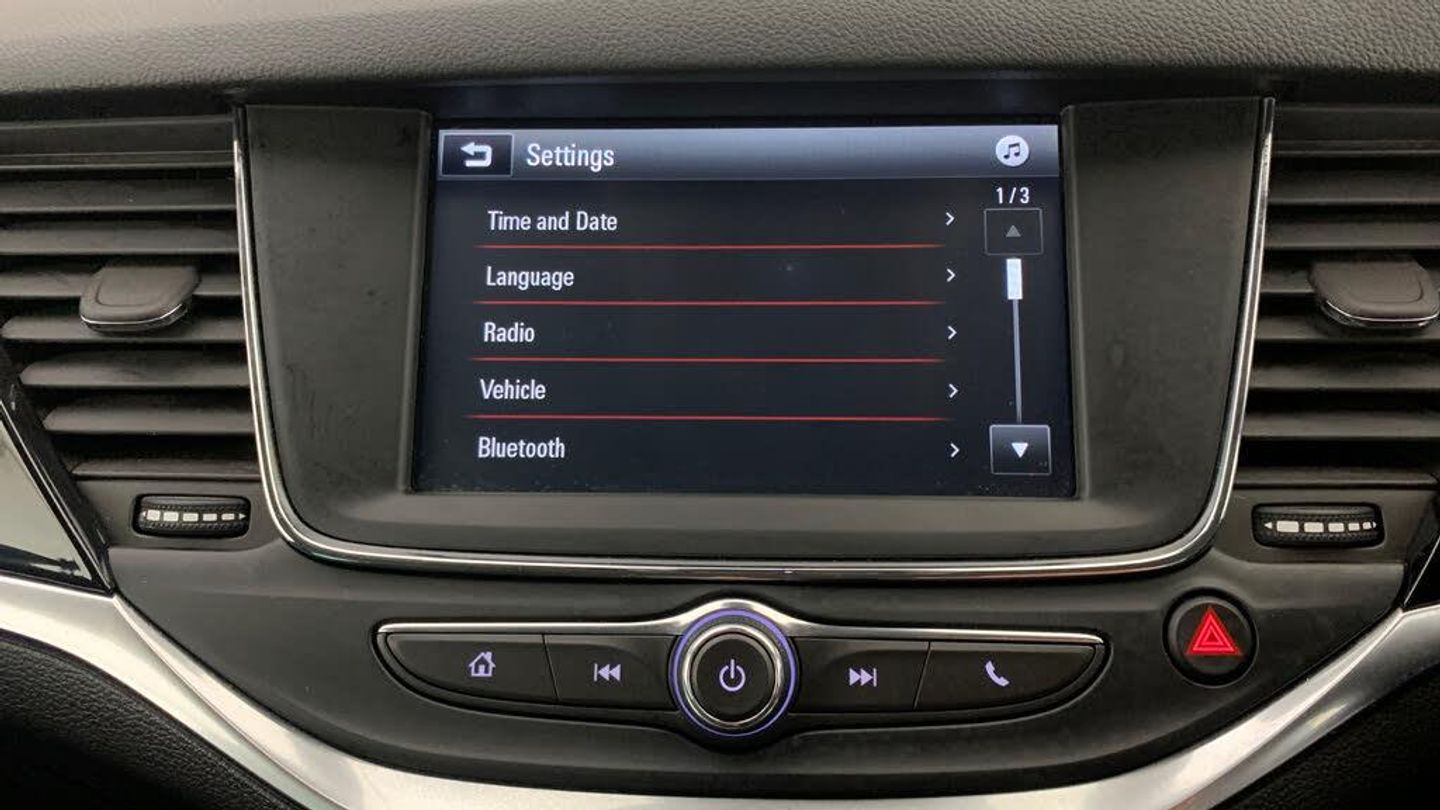 Settings
1/3
Time and Date
Language
Radio
Vehicle
Bluetooth